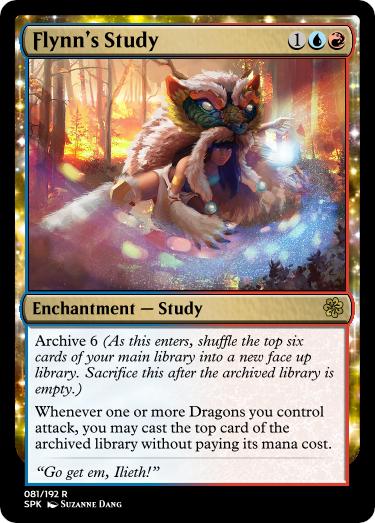 Flynn's Study 1
Enchantment — Study
Archive 6 (As this enters, shuffle the top six
cards of your main library into a new face up
library. Sacrifice this after the archived library is
empty.)
Whenever one or more Dragons you control
attack, you may cast the top card of the
archived library without paying its mana cost.
"Go get em, Ilieth!"
081/192 R
SPK SUZANNE DANG